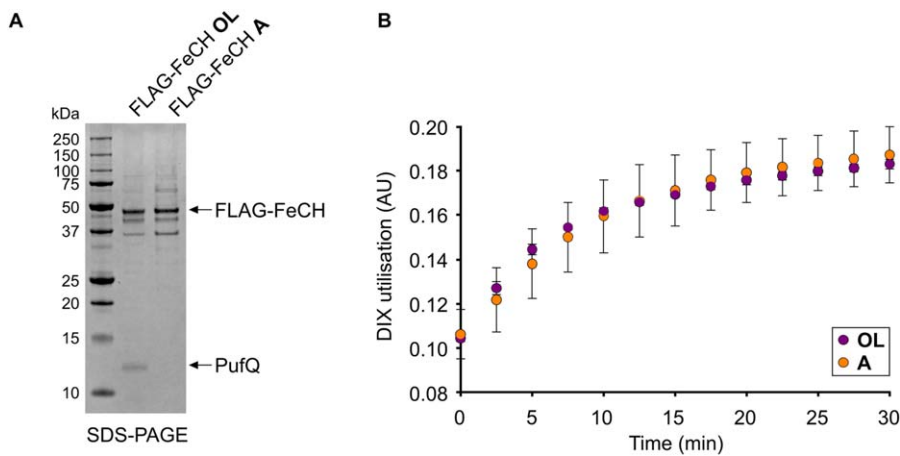 A
FLAG-FeCH OL
FLAG-FeCH A
kDa
250
150
100
75
50
37
25
20
15
10
FLAG-FeCH
PufQ
SDS-PAGE
B
DIX utilisation (AU)
0.20
0.18
0.16
0.14
0.12
0.10
0.08
0 5 10 15 20 25 30
Time (min)
OL
A